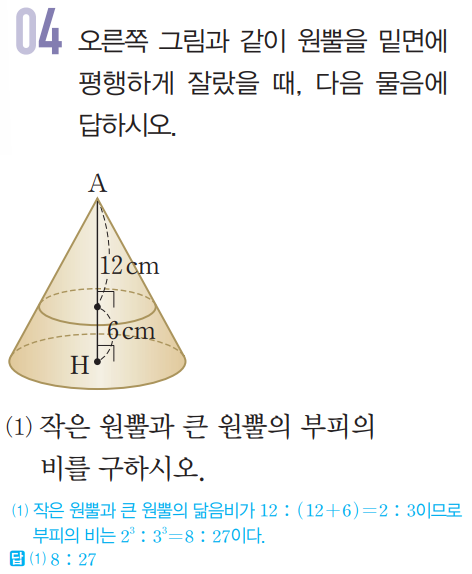 04 오른쪽 그림과 같이 원뿔을 밑면에
평행하게 잘랐을 때, 다음 물음에
답하시오.
A
12cm
6cm
H
(1) 작은 원뿔과 큰 원뿔의 부피의
비를 구하시오.
(1) 작은 원뿔과 큰 원뿔의 닮음비가 12 : (12+6)=2 : 3이므로
부피의 비는 2³ : 3³=8 : 27이다.
답 (1) 8 : 27